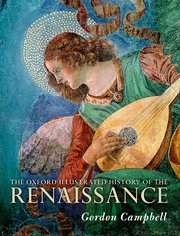 THE OXFORD ILLUSTRATED HISTORY OF THE
RENAISSANCE
Gordon Campbell